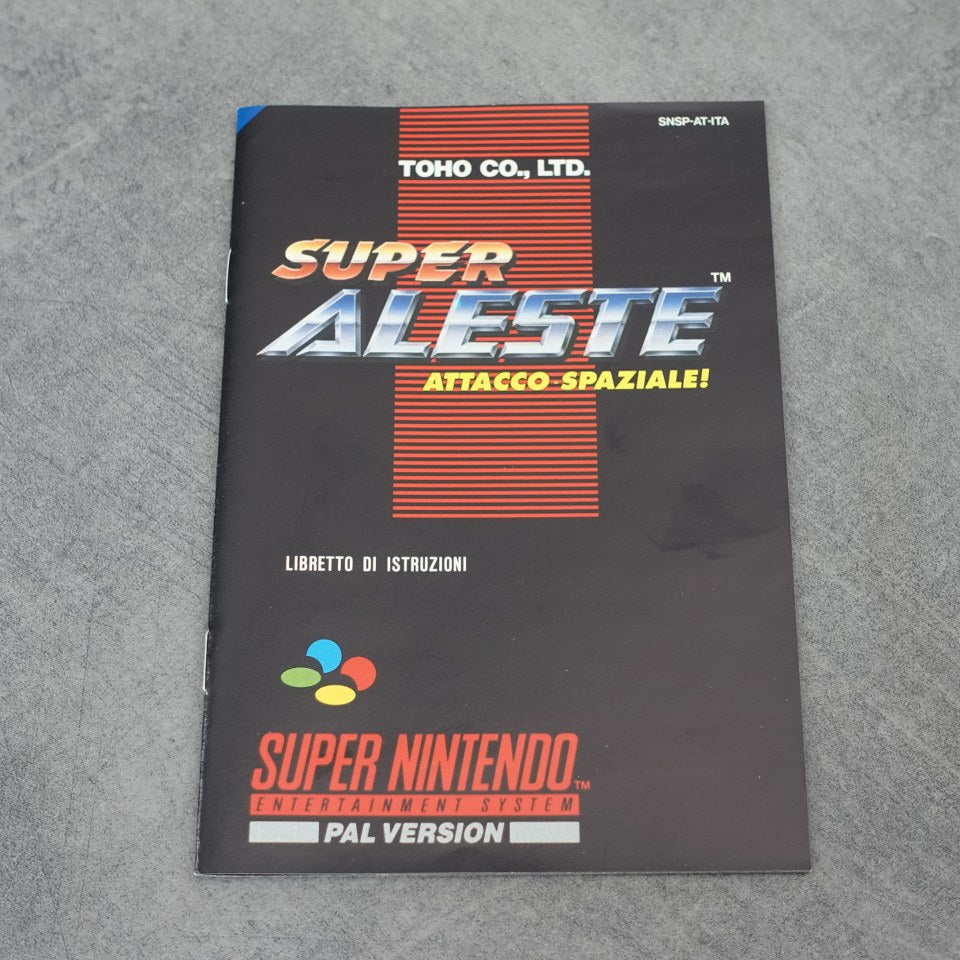 SNSP-AT-ITA
TOHO CO., LTD.
SUPER
ALESTE™
ATTACCO SPAZIALE!
LIBRETTO DI ISTRUZIONI
SUPER NINTENDO™
ENTERTAINMENT SYSTEM
PAL VERSION